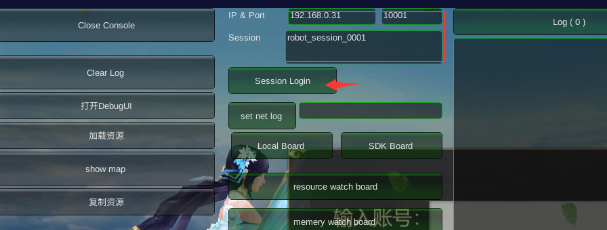 Close Console
Clear Log
打开DebugUI
加载资源
show map
复制资源
IP & Port
192.168.0.31
10001
Session
robot_session_0001
Session Login
set net log
Local Board
SDK Board
resource watch board
memery watch board
输入账号:
Log ( 0 )